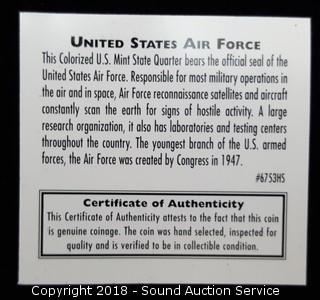 UNITED STATES AIR FORCE
This Colorized U.S. Mint State Quarter bears the official seal of the
United States Air Force. Responsible for most military operations in
the air and in space, Air Force reconnaissance satellites and aircraft
constantly scan the earth for signs of hostile activity. A large
research organization, it also has laboratories and testing centers
throughout the country. The youngest branch of the U.S. armed
forces, the Air Force was created by Congress in 1947.
#6753HS
Certificate of Authenticity
This Certificate of Authenticity attests to the fact that this coin
is genuine coinage. The coin was hand selected, inspected for
quality and is verified to be in collectible condition.
Copyright 2018 - Sound Auction Service